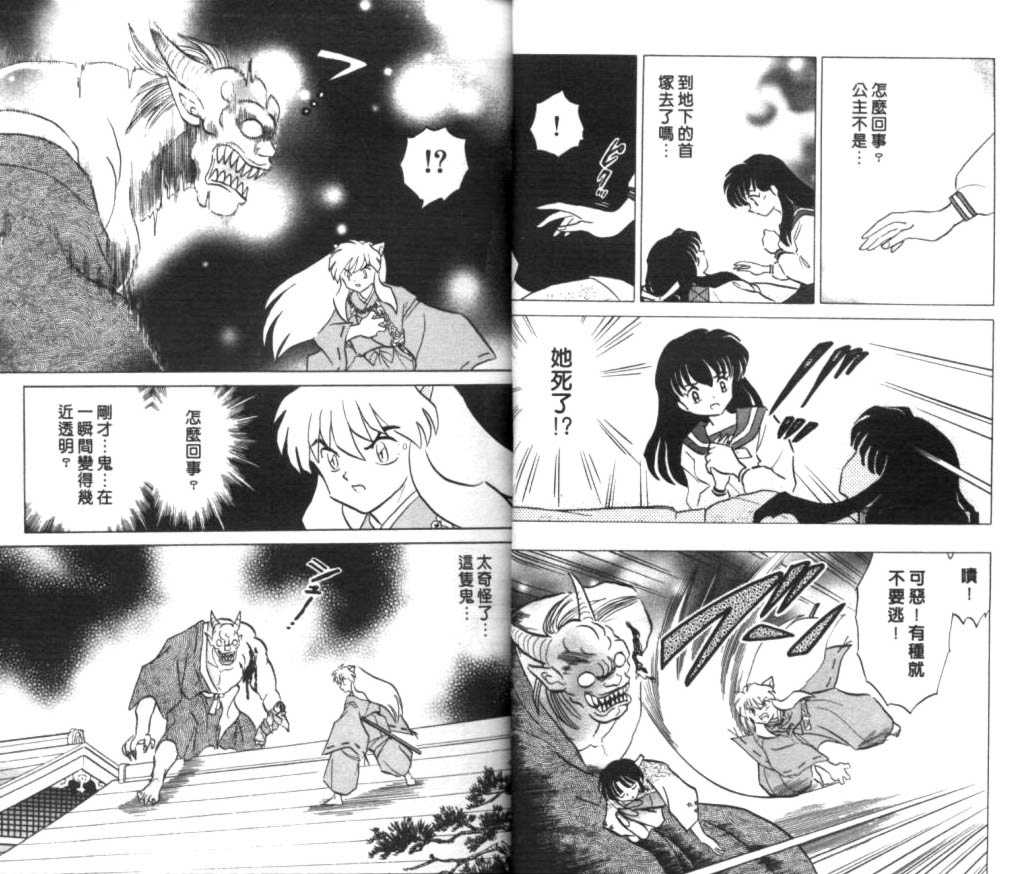 怎麼回事？
公主不是…
到地下的首
塚去了嗎…
！
她死了！？
嘖！
可惡！有種就
不要逃！
！？
怎麼回事？
剛才…鬼…在
一瞬間變得幾
近透明？
太奇怪了…
這隻鬼…